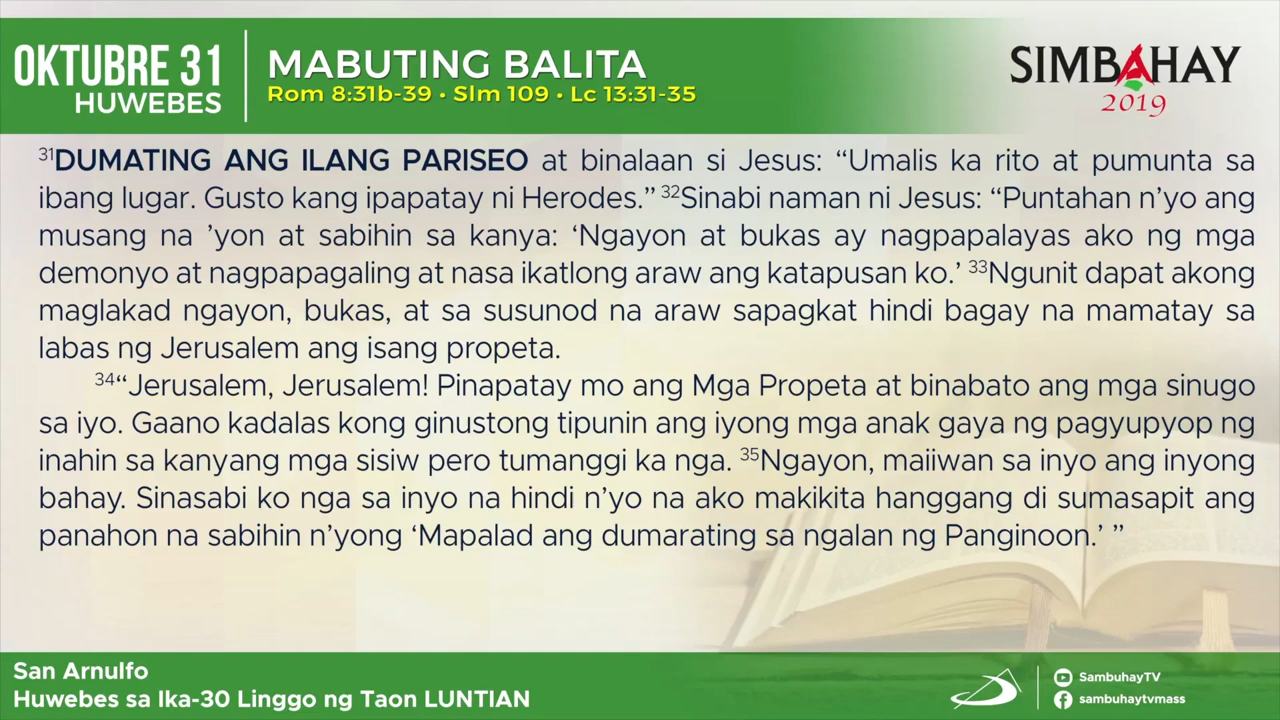 OKTUBRE 31
HUWEBES
MABUTING BALITA
Rom 8:31b-39 • Slm 109 • Lc 13:31-35
SIMBAHAY
2019
31DUMATING ANG ILANG PARISEO at binalaan si Jesus: “Umalis ka rito at pumunta sa
ibang lugar. Gusto kang ipapatay ni Herodes.” 32Sinabi naman ni Jesus: “Puntahan n’yo ang
musang na ’yon at sabihin sa kanya: ‘Ngayon at bukas ay nagpapalayas ako ng mga
demonyo at nagpapagaling at nasa ikatlong araw ang katapusan ko.’ 33Ngunit dapat akong
maglakad ngayon, bukas, at sa susunod na araw sapagkat hindi bagay na mamatay sa
labas ng Jerusalem ang isang propeta.
34“Jerusalem, Jerusalem! Pinapatay mo ang Mga Propeta at binabato ang mga sinugo
sa iyo. Gaano kadalas kong ginustong tipunin ang iyong mga anak gaya ng pagyupyop ng
inahin sa kanyang mga sisiw pero tumanggi ka nga. 35Ngayon, maiiwan sa inyo ang inyong
bahay. Sinasabi ko nga sa inyo na hindi n’yo na ako makikita hanggang di sumasapit ang
panahon na sabihin n’yong ‘Mapalad ang dumarating sa ngalan ng Panginoon.’ ”
San Arnulfo
Huwebes sa Ika-30 Linggo ng Taon LUNTIAN
SambuhayTV
sambuhaytvmass